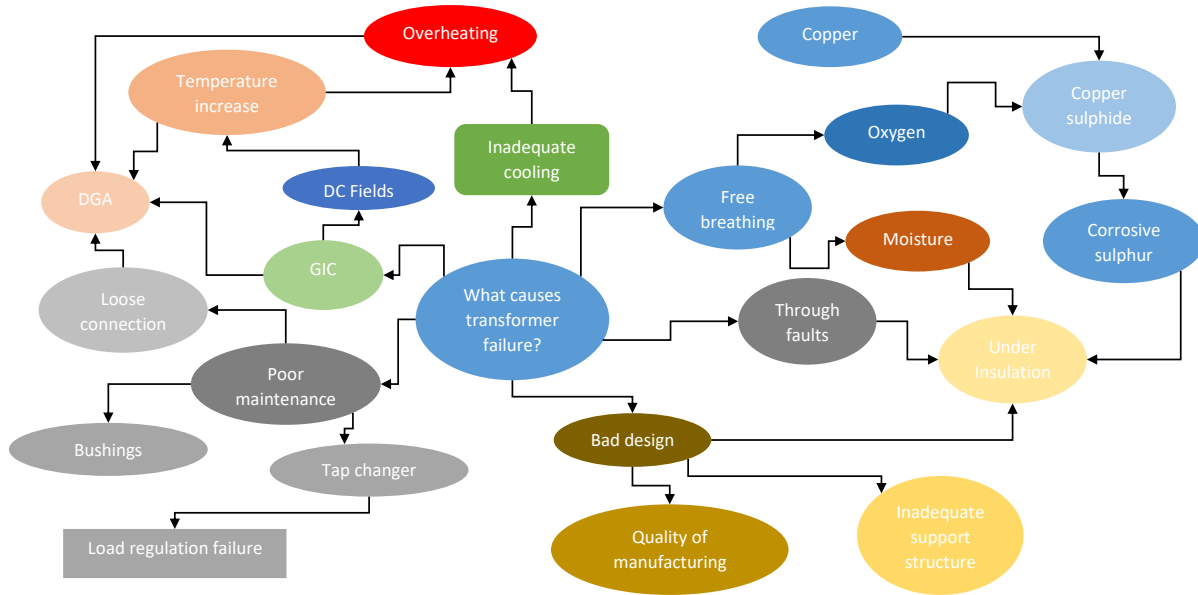 Overheating
Copper
Temperature
increase
Copper
sulphide
Oxygen
Inadequate
cooling
DGA
DC Fields
Free
breathing
Moisture
Corrosive
sulphur
GIC
Loose
connection
What causes
transformer
failure?
Through
faults
Under
Insulation
Poor
maintenance
Bushings
Bad design
Tap changer
Load regulation failure
Quality of
manufacturing
Inadequate
support
structure